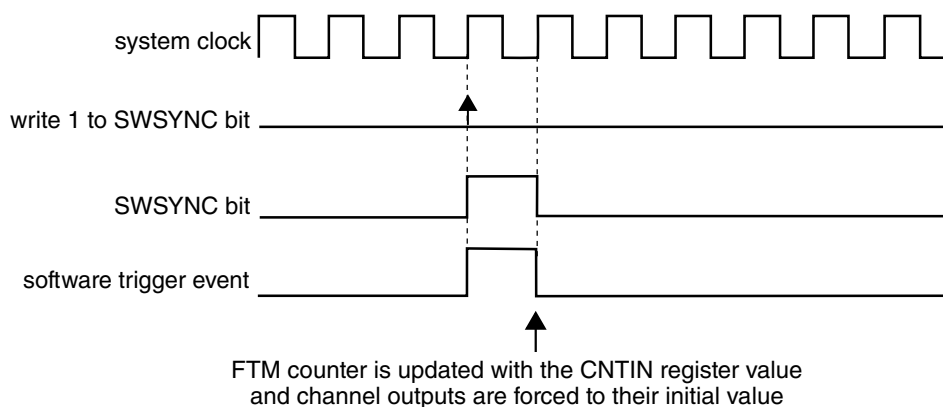 system clock
write 1 to SWSYNC bit
SWSYNC bit
software trigger event
FTM counter is updated with the CNTIN register value
and channel outputs are forced to their initial value